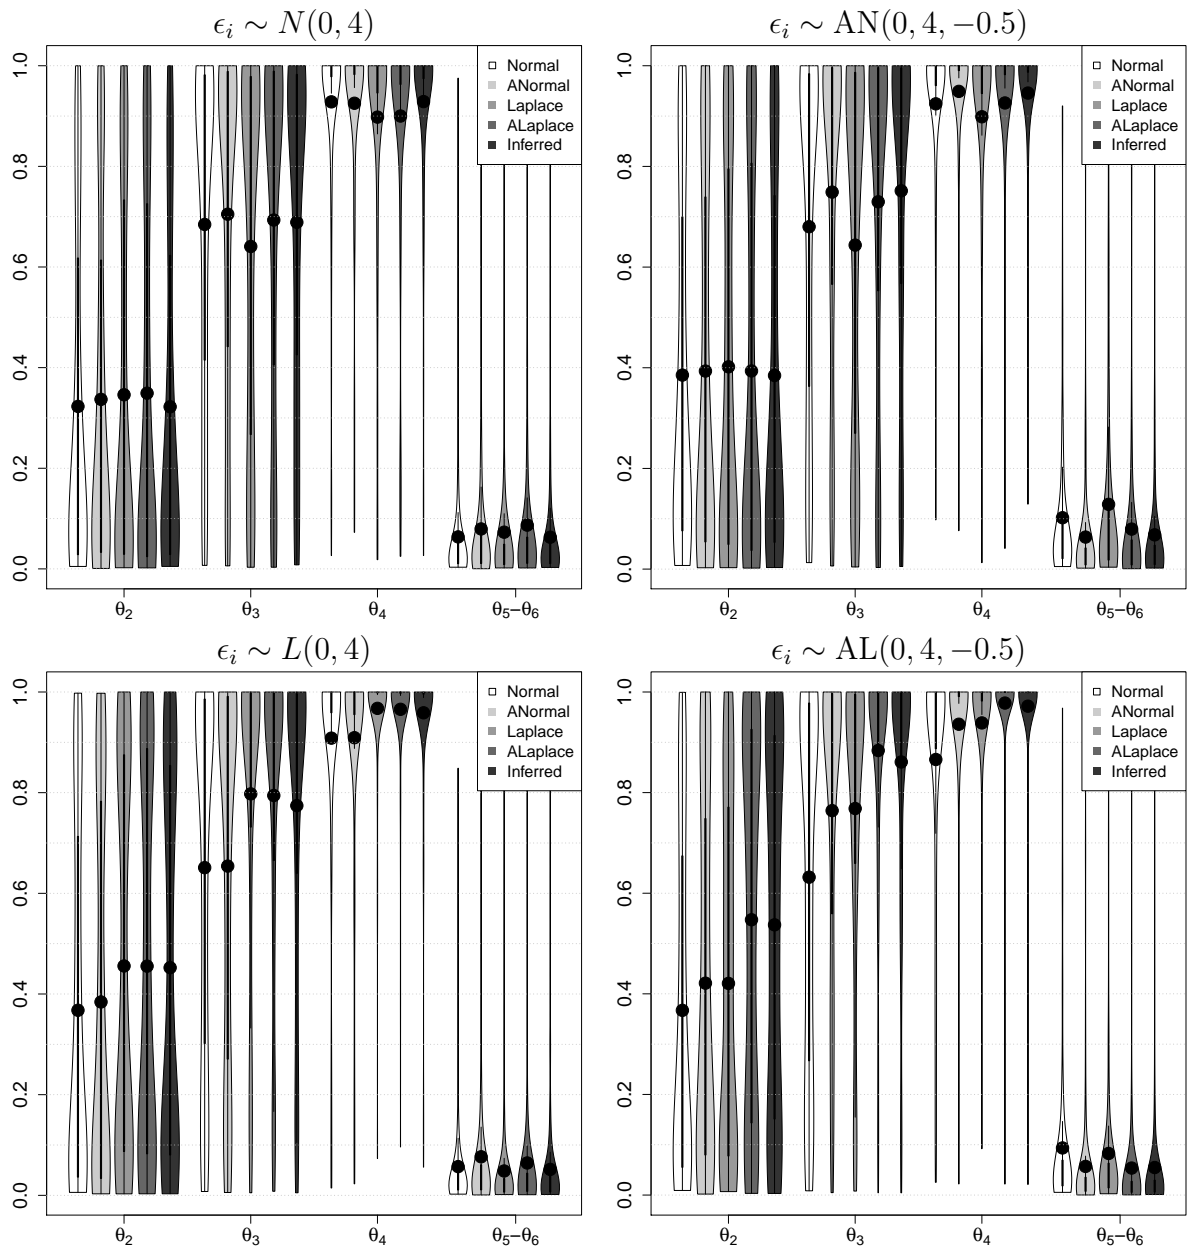 ϵᵢ ∼ N(0, 4)
1.0
0.8
0.6
0.4
0.2
0.0
Normal
ANormal
Laplace
ALaplace
Inferred
θ₂ θ₃ θ₄ θ₅−θ₆
ϵᵢ ∼ AN(0, 4, −0.5)
1.0
0.8
0.6
0.4
0.2
0.0
Normal
ANormal
Laplace
ALaplace
Inferred
θ₂ θ₃ θ₄ θ₅−θ₆
ϵᵢ ∼ L(0, 4)
1.0
0.8
0.6
0.4
0.2
0.0
Normal
ANormal
Laplace
ALaplace
Inferred
θ₂ θ₃ θ₄ θ₅−θ₆
ϵᵢ ∼ AL(0, 4, −0.5)
1.0
0.8
0.6
0.4
0.2
0.0
Normal
ANormal
Laplace
ALaplace
Inferred
θ₂ θ₃ θ₄ θ₅−θ₆